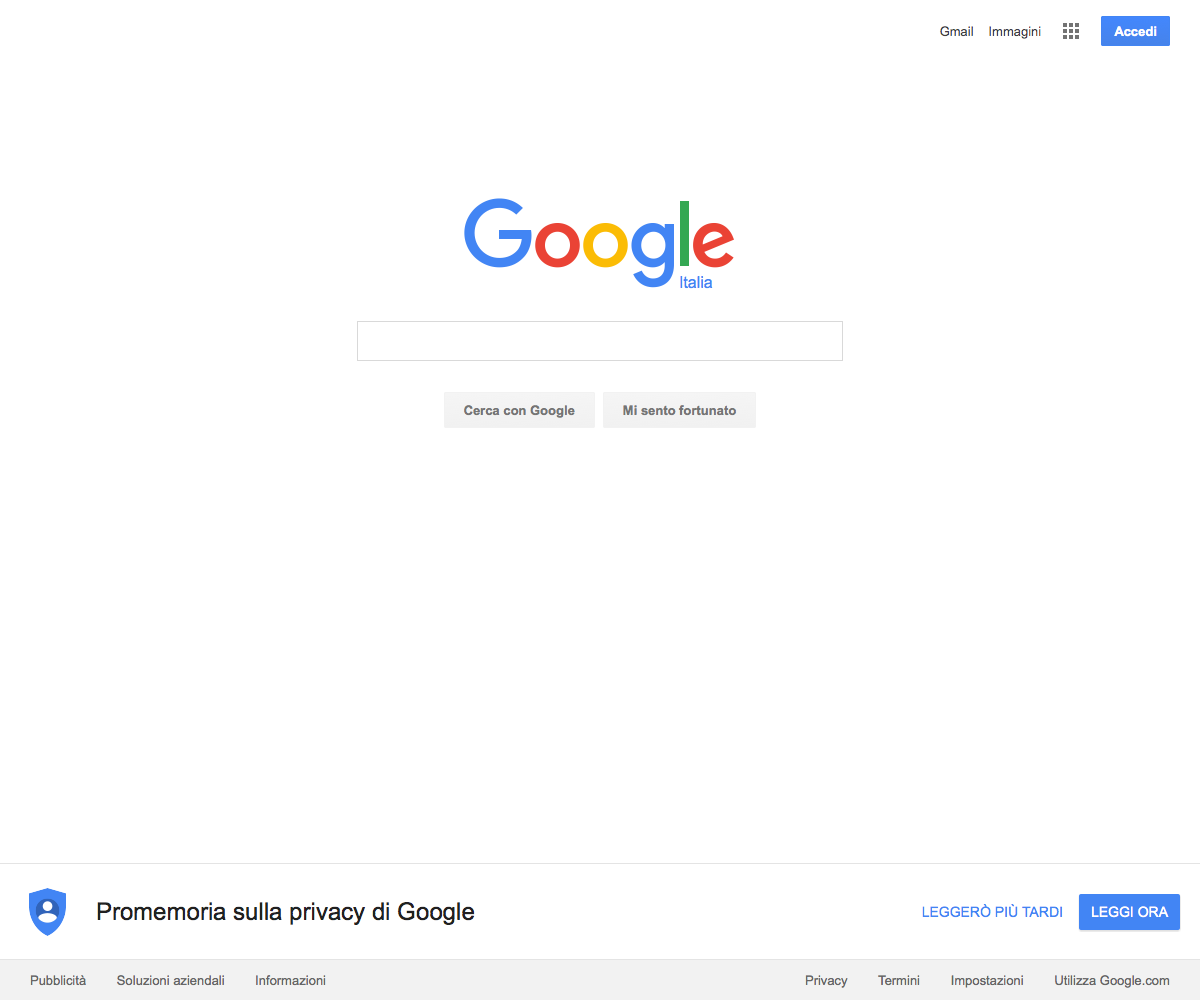 Gmail Immagini Accedi
Google
Italia
Cerca con Google Mi sento fortunato
Promemoria sulla privacy di Google LEGGERÒ PIÙ TARDI LEGGI ORA
Pubblicità Soluzioni aziendali Informazioni Privacy Termini Impostazioni Utilizza Google.com